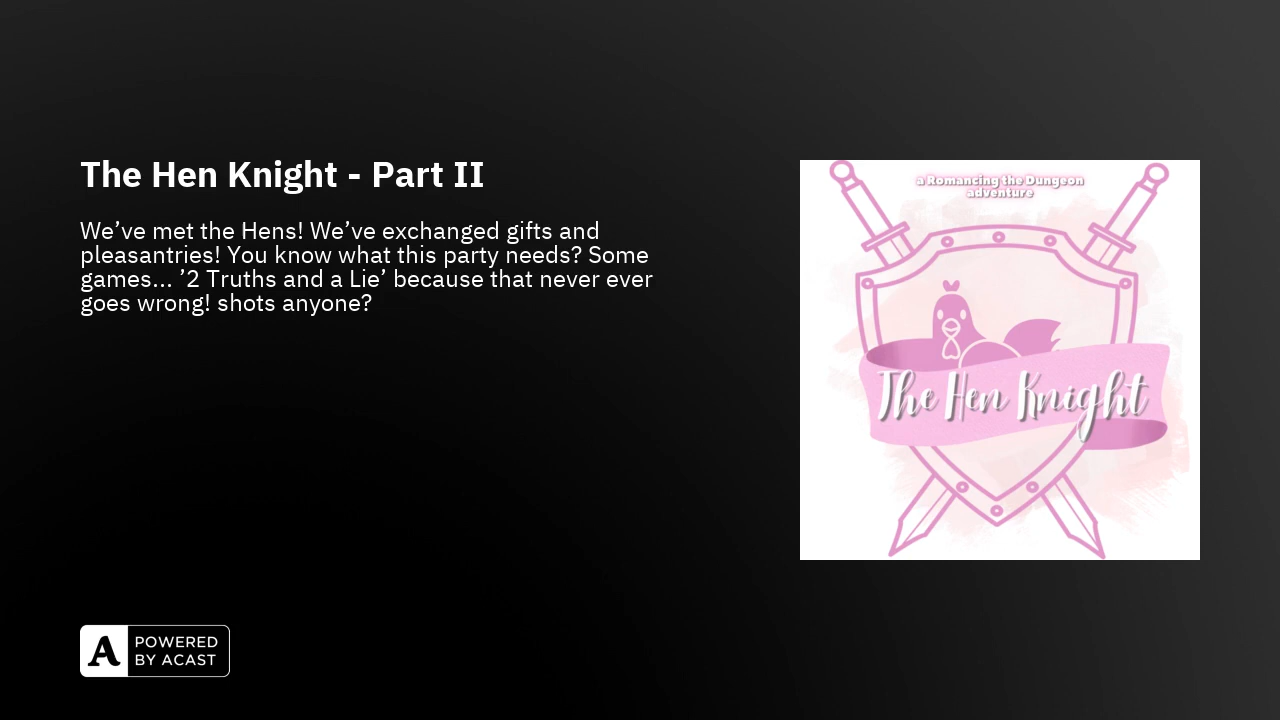 The Hen Knight - Part II
We’ve met the Hens! We’ve exchanged gifts and
pleasantries! You know what this party needs? Some
games... ’2 Truths and a Lie’ because that never ever
goes wrong! shots anyone?
a Romancing the Dungeon
adventure
The Hen Knight
A POWERED
BY ACAST